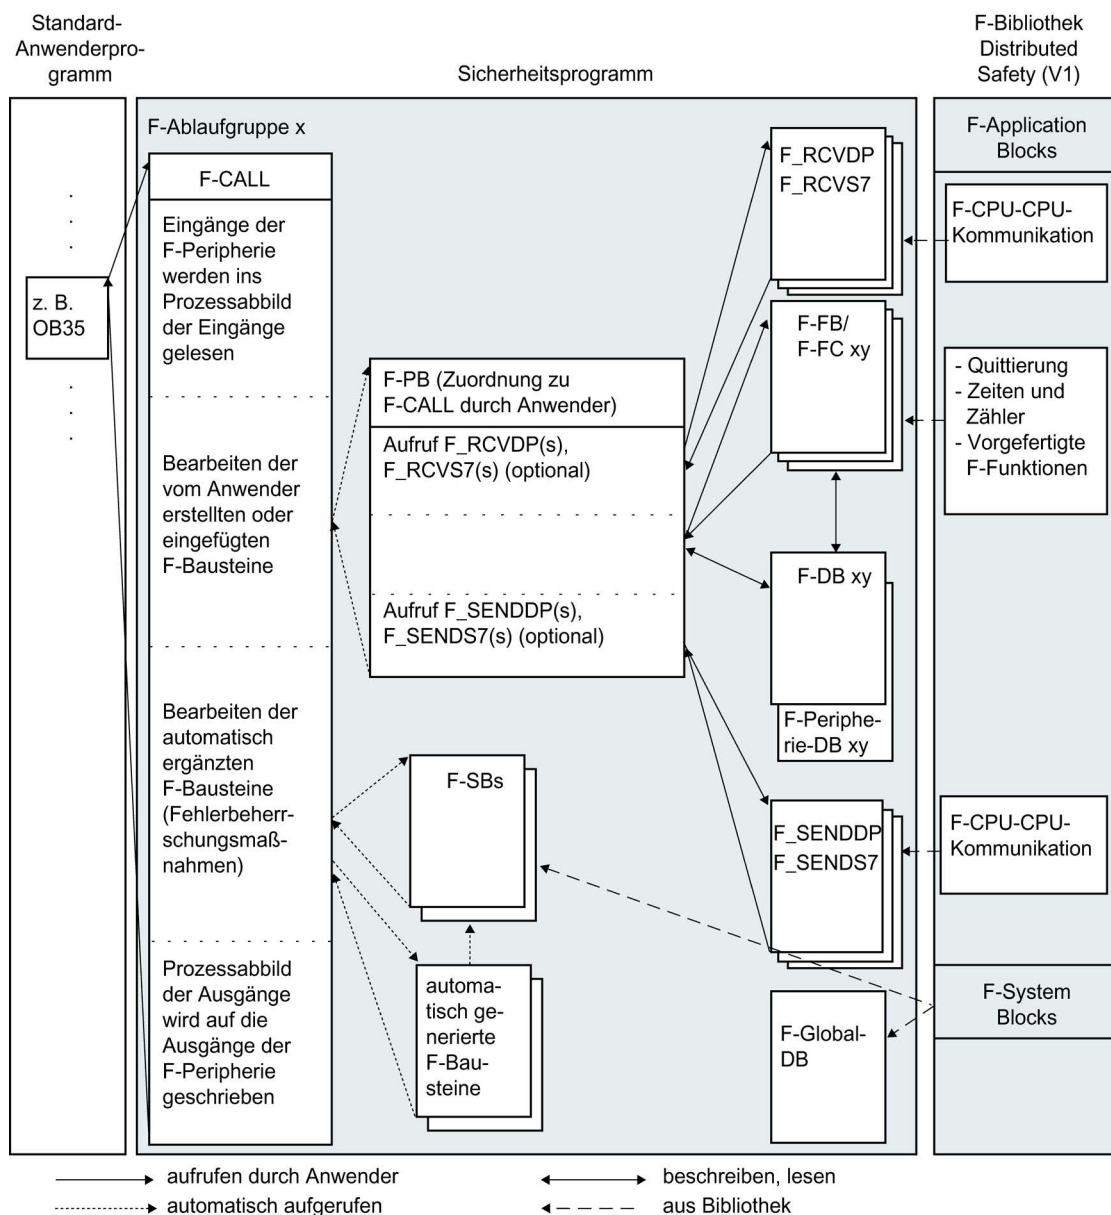 Standard-
Anwenderpro-
gramm
Sicherheitsprogramm
F-Bibliothek
Distributed
Safety (V1)
F-Ablaufgruppe x
F-CALL
Eingänge der
F-Peripherie
werden ins
Prozessabbild
der Eingänge
gelesen
Bearbeiten der
vom Anwender
erstellten oder
eingefügten
F-Bausteine
Bearbeiten der
automatisch
ergänzten
F-Bausteine
(Fehlerbeherr-
schungsmaß-
nahmen)
Prozessabbild
der Ausgänge
wird auf die
Ausgänge der
F-Peripherie
geschrieben
z. B.
OB35
F-PB (Zuordnung zu
F-CALL durch Anwender)
Aufruf F_RCVDP(s),
F_RCVS7(s) (optional)
Aufruf F_SENDDP(s),
F_SENDS7(s) (optional)
F-SBs
automa-
tisch ge-
nerierte
F-Bau-
steine
F_RCVDP
F_RCVS7
F-FB/
F-FC xy
F-DB xy
F-Periphe-
rie-DB xy
F_SENDDP
F_SENDS7
F-Global-
DB
F-Application
Blocks
F-CPU-CPU-
Kommunikation
- Quittierung
- Zeiten und
Zähler
- Vorgefertigte
F-Funktionen
F-CPU-CPU-
Kommunikation
F-System
Blocks
aufrufen durch Anwender
automatisch aufgerufen
beschreiben, lesen
aus Bibliothek